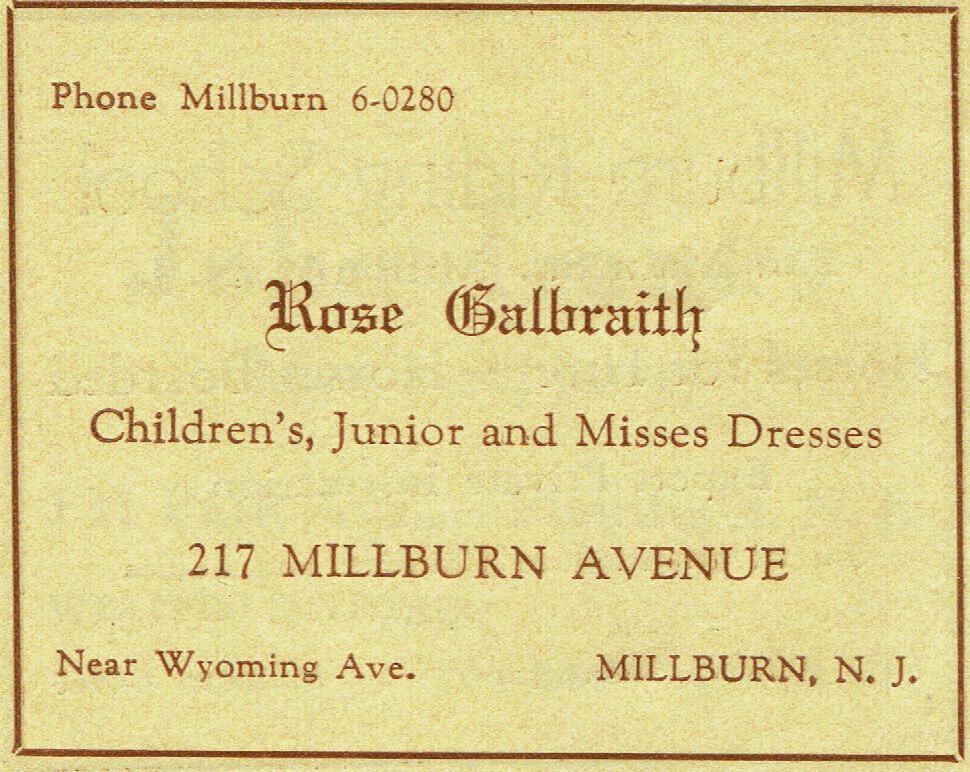 Phone Millburn 6-0280
Rose Galbraith
Children's, Junior and Misses Dresses
217 MILLBURN AVENUE
Near Wyoming Ave. MILLBURN, N. J.